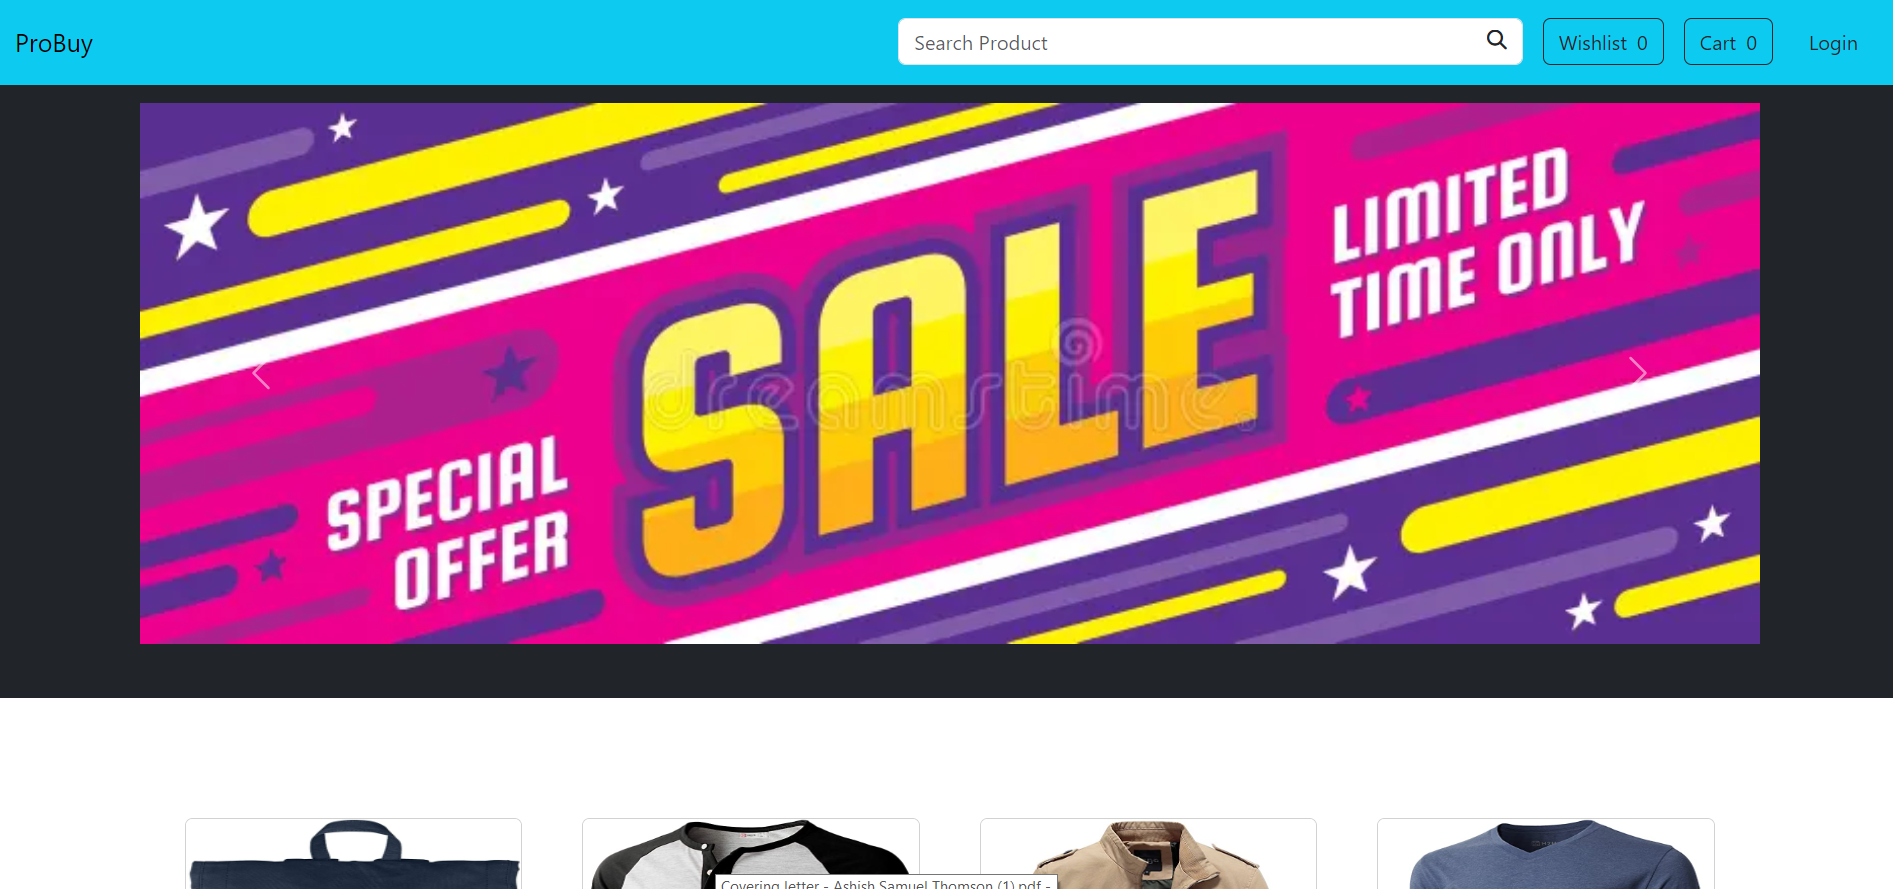 ProBuy
Search Product
Wishlist 0
Cart 0
Login
LIMITED
TIME ONLY
SALE
dreamstime.
SPECIAL
OFFER
Covering letter - Ashish Samuel Thomson (1).pdf -